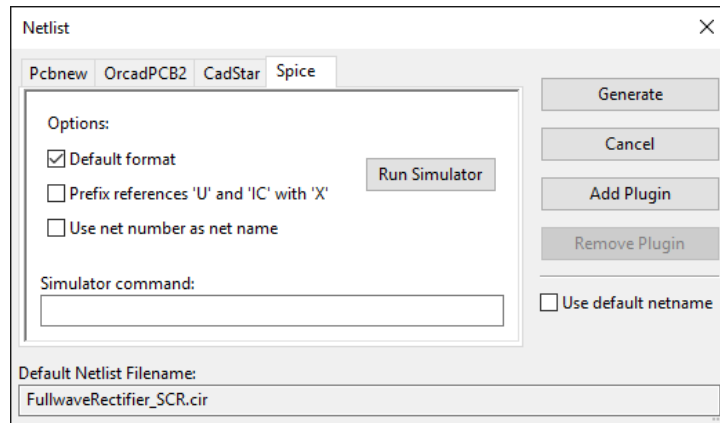 Netlist
Pcbnew OrcadPCB2 CadStar Spice
Options:
Default format
Prefix references 'U' and 'IC' with 'X'
Use net number as net name
Run Simulator
Simulator command:
Generate
Cancel
Add Plugin
Remove Plugin
Use default netname
Default Netlist Filename:
FullwaveRectifier_SCR.cir